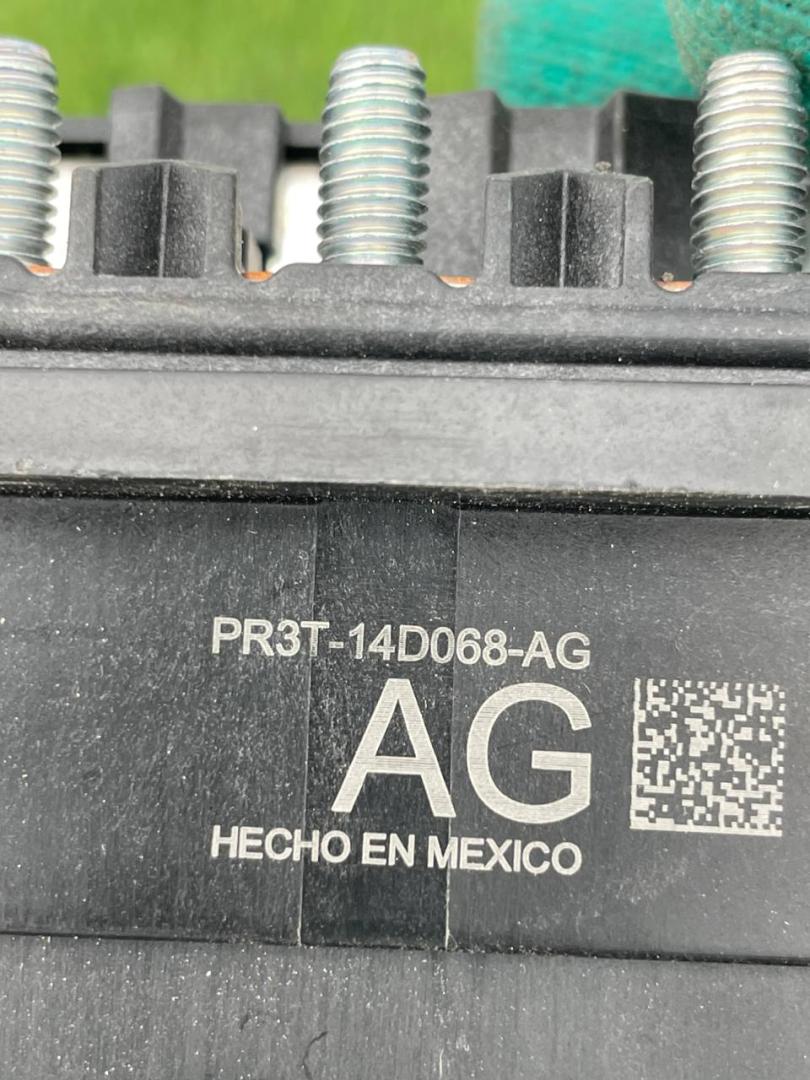 PR3T-14D068-AG
AG
HECHO EN MEXICO